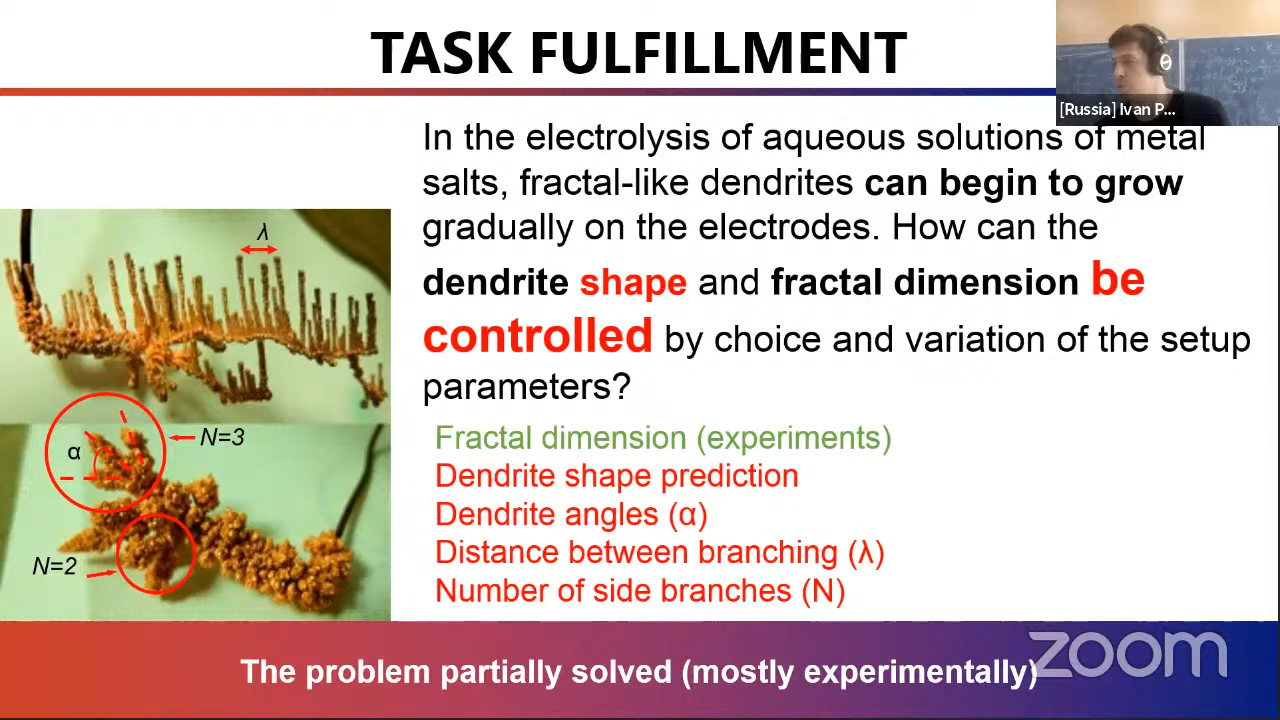 TASK FULFILLMENT
[Russia] Ivan P...
In the electrolysis of aqueous solutions of metal
salts, fractal-like dendrites can begin to grow
gradually on the electrodes. How can the
dendrite shape and fractal dimension be
controlled by choice and variation of the setup
parameters?
λ
α
N=3
N=2
Fractal dimension (experiments)
Dendrite shape prediction
Dendrite angles (α)
Distance between branching (λ)
Number of side branches (N)
The problem partially solved (mostly experimentally)
zoom